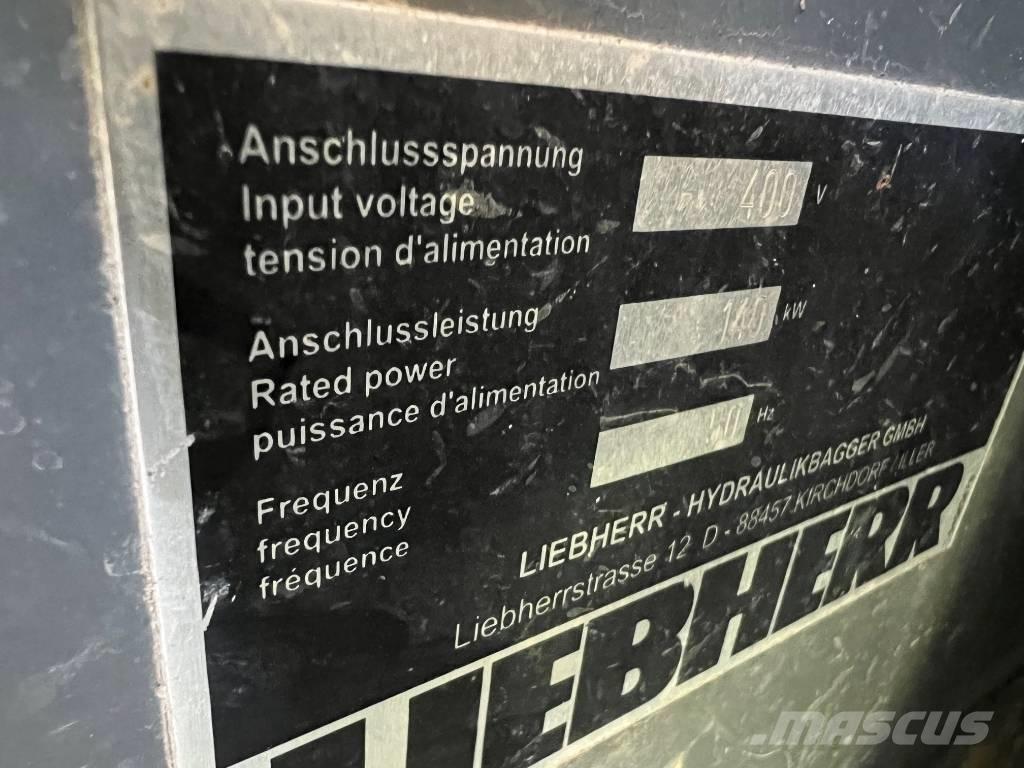 Anschlussspannung
Input voltage
tension d'alimentation
400 V
Anschlussleistung
Rated power
puissance d'alimentation
140 kW
Frequenz
frequency
fréquence
Hz
LIEBHERR - HYDRAULIKBAGGER GMBH
Liebherrstrasse 12 D - 88457 KIRCHDORF / ILLER
LIEBHERR
MASCUS